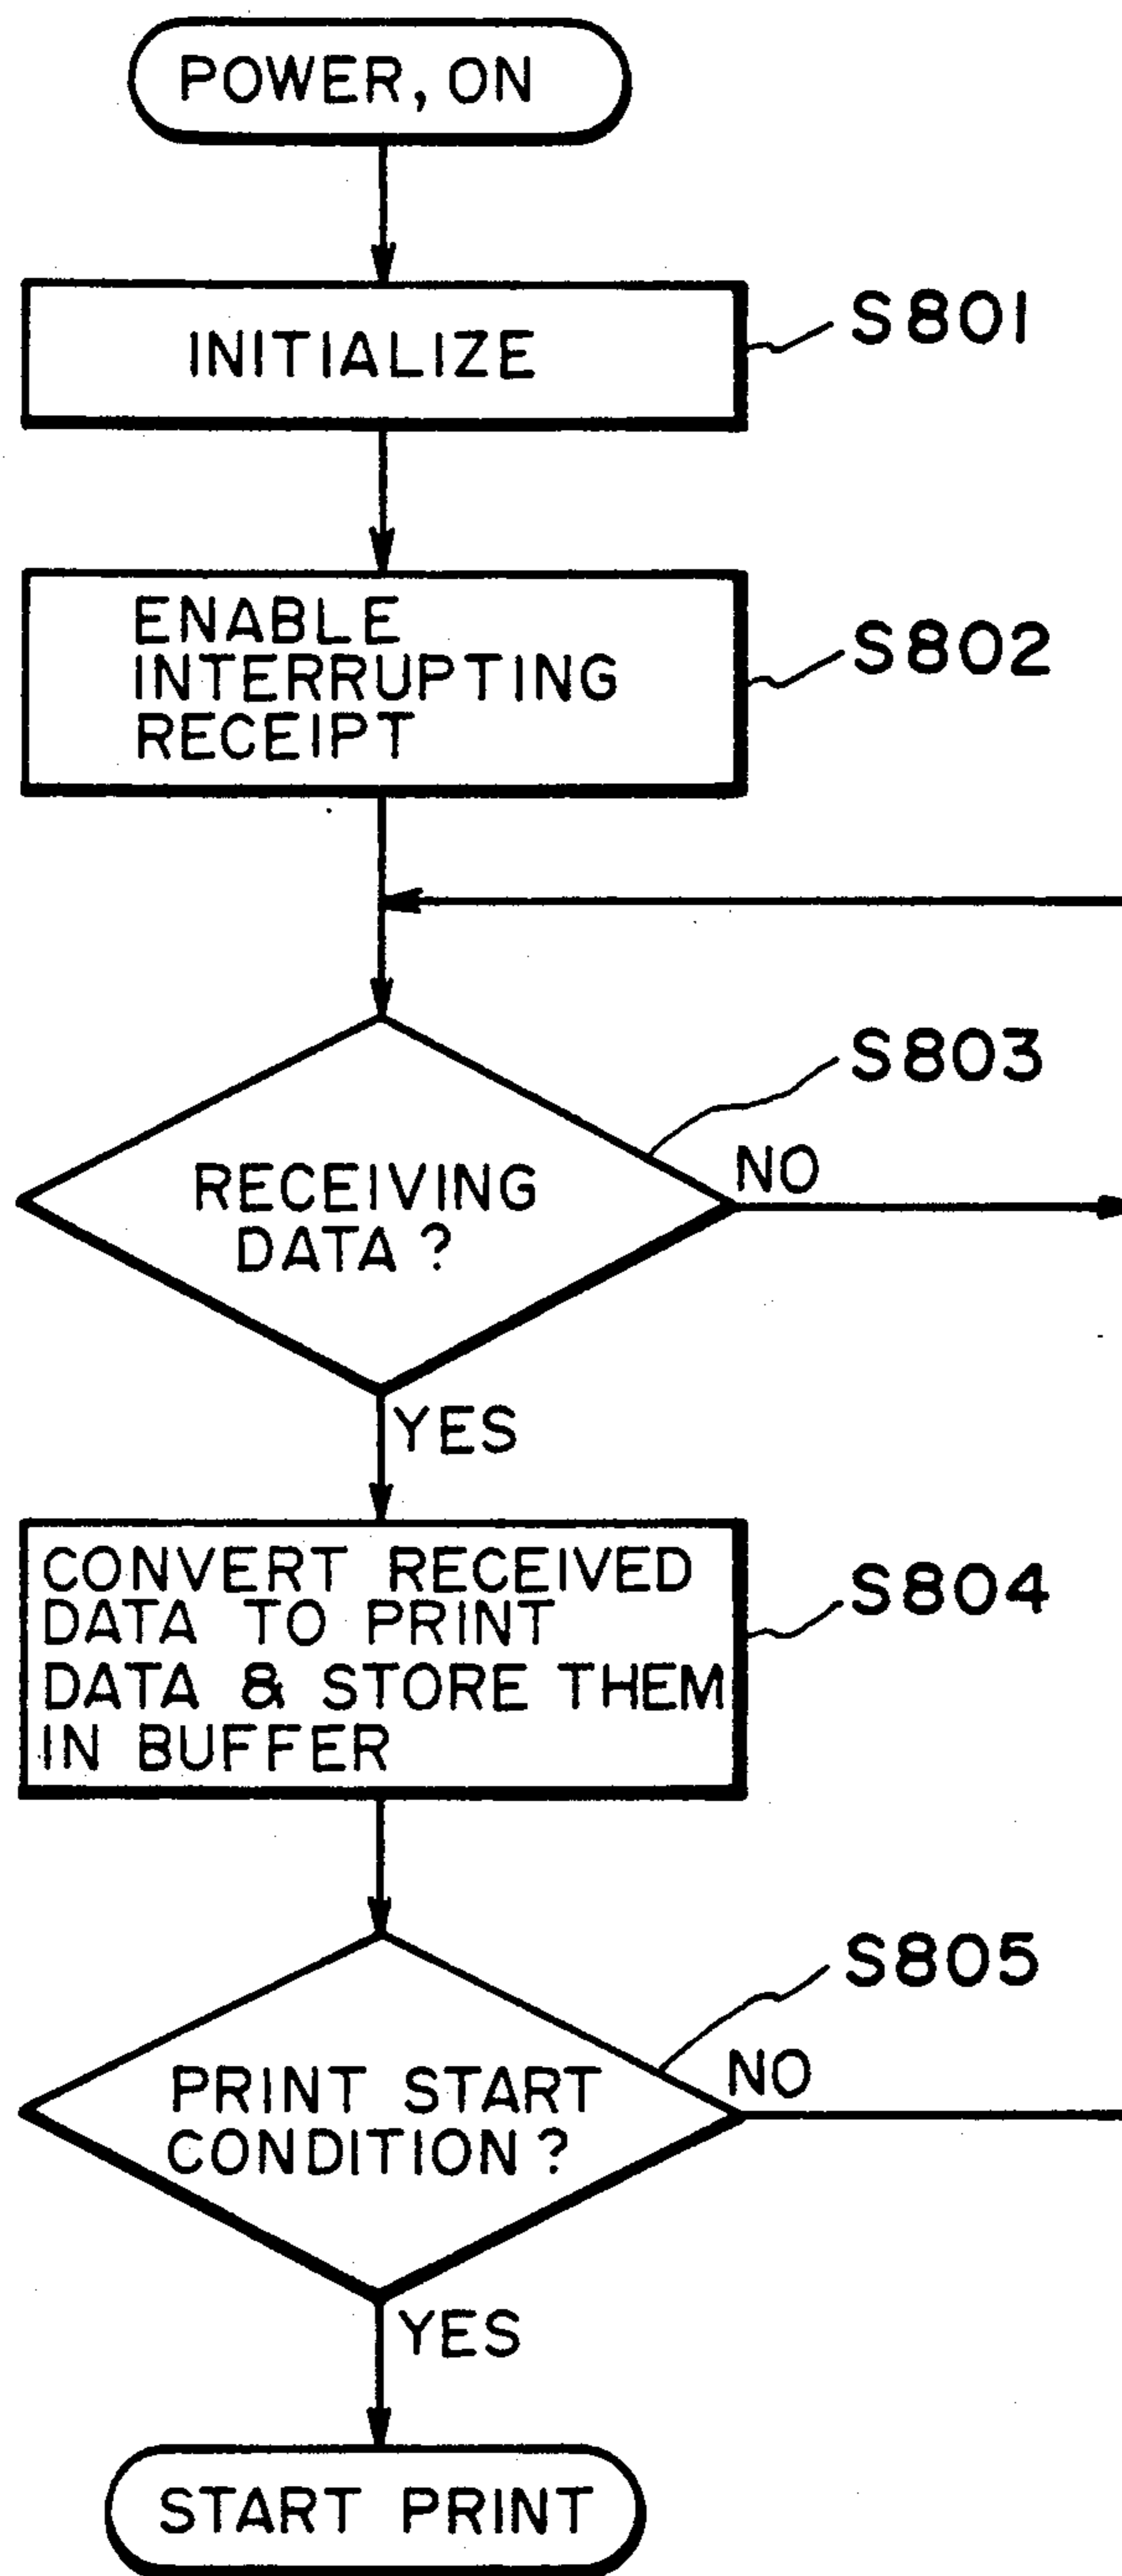 POWER, ON
INITIALIZE
S801
ENABLE
INTERRUPTING
RECEIPT
S802
S803
RECEIVING
DATA?
NO
YES
CONVERT RECEIVED
DATA TO PRINT
DATA & STORE THEM
IN BUFFER
S804
S805
PRINT START
CONDITION?
NO
YES
START PRINT